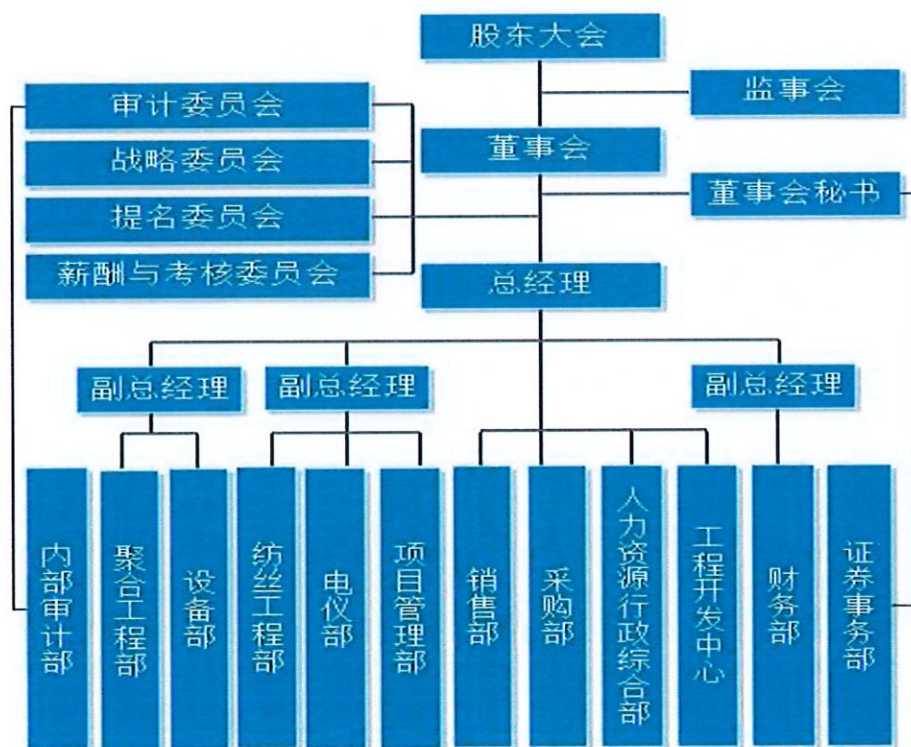 股东大会
审计委员会
监事会
战略委员会
董事会
提名委员会
董事会秘书
薪酬与考核委员会
总经理
副总经理
副总经理
副总经理
内部审计部
聚合工程部
设备部
纺丝工程部
电仪部
项目管理部
销售部
采购部
人力资源行政综合部
工程开发中心
财务部
证券事务部